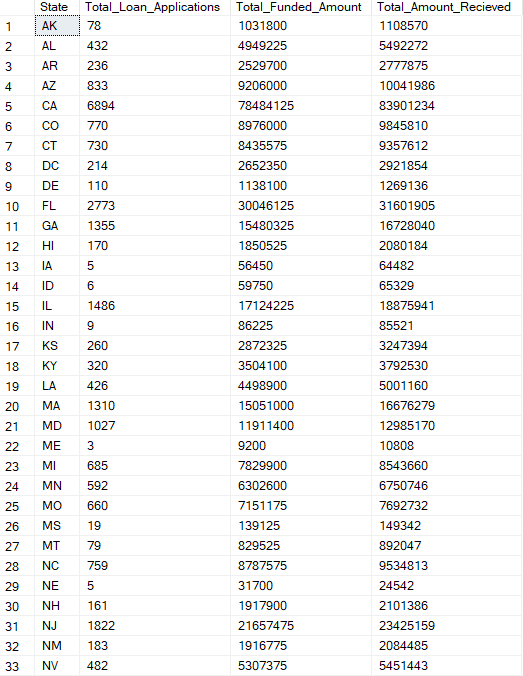 State Total_Loan_Applications Total_Funded_Amount Total_Amount_Recieved
1 AK 78 1031800 1108570
2 AL 432 4949225 5492272
3 AR 236 2529700 2777875
4 AZ 833 9206000 10041986
5 CA 6894 78484125 83901234
6 CO 770 8976000 9845810
7 CT 730 8435575 9357612
8 DC 214 2652350 2921854
9 DE 110 1138100 1269136
10 FL 2773 30046125 31601905
11 GA 1355 15480325 16728040
12 HI 170 1850525 2080184
13 IA 5 56450 64482
14 ID 6 59750 65329
15 IL 1486 17124225 18875941
16 IN 9 86225 85521
17 KS 260 2872325 3247394
18 KY 320 3504100 3792530
19 LA 426 4498900 5001160
20 MA 1310 15051000 16676279
21 MD 1027 11911400 12985170
22 ME 3 9200 10808
23 MI 685 7829900 8543660
24 MN 592 6302600 6750746
25 MO 660 7151175 7692732
26 MS 19 139125 149342
27 MT 79 829525 892047
28 NC 759 8787575 9534813
29 NE 5 31700 24542
30 NH 161 1917900 2101386
31 NJ 1822 21657475 23425159
32 NM 183 1916775 2084485
33 NV 482 5307375 5451443